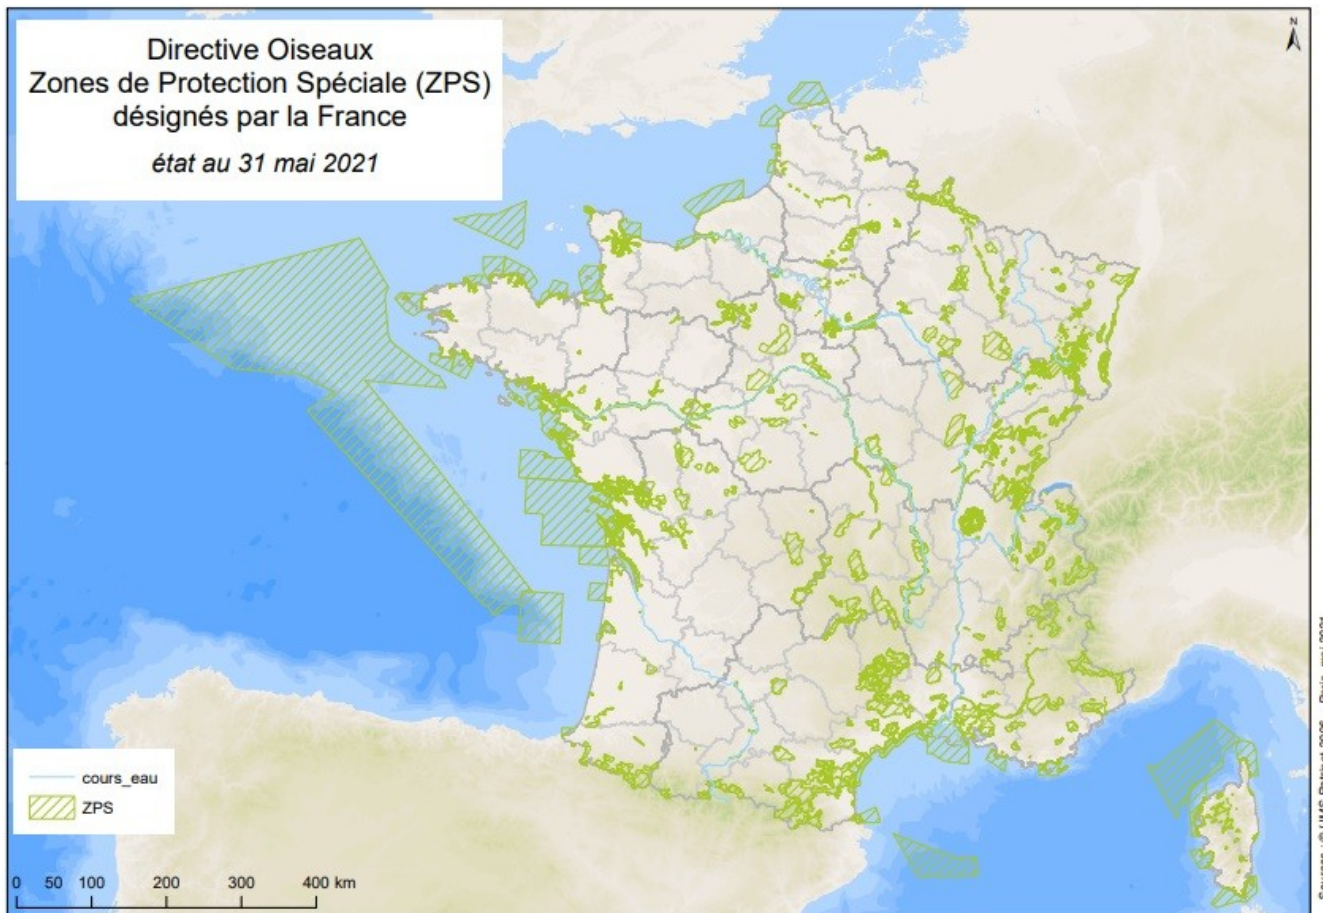 Directive Oiseaux
Zones de Protection Spéciale (ZPS)
désignés par la France
état au 31 mai 2021
N
cours_eau
ZPS
0 50 100 200 300 400 km